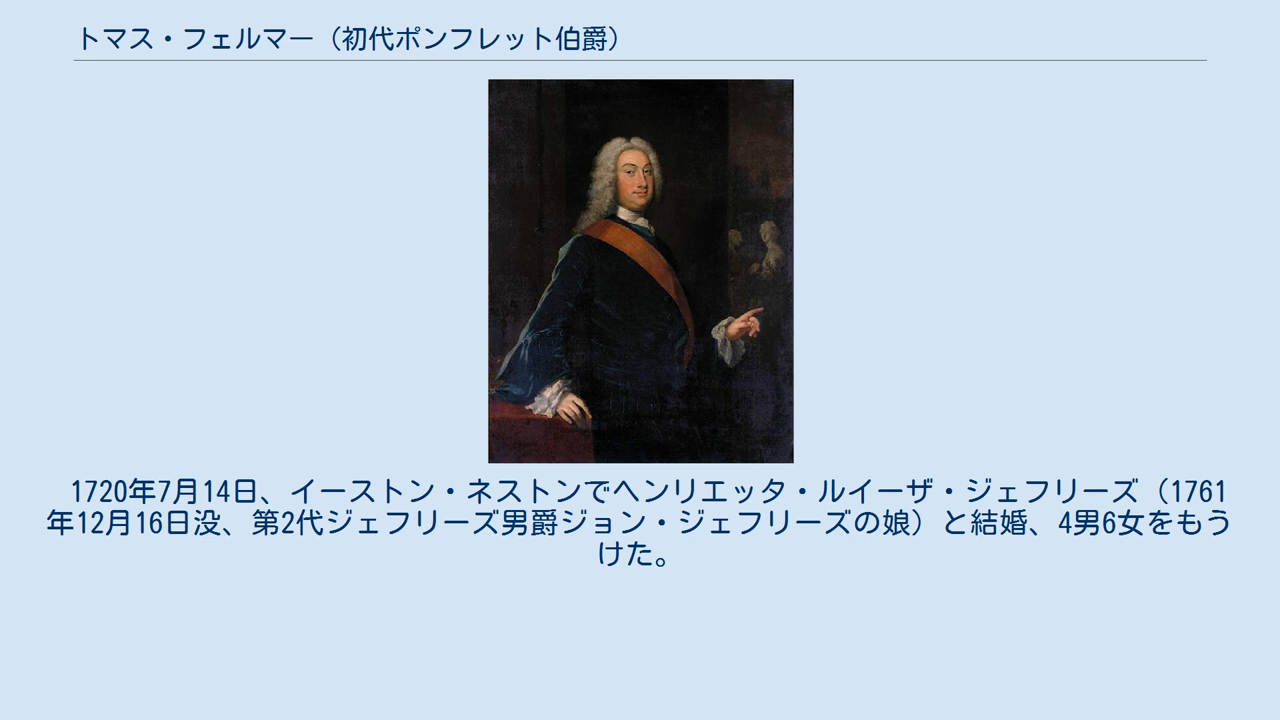 トマス・フェルマー（初代ポンフレット伯爵）
1720年7月14日、イーストン・ネストンでヘンリエッタ・ルイーザ・ジェフリーズ（1761
年12月16日没、第2代ジェフリーズ男爵ジョン・ジェフリーズの娘）と結婚、4男6女をもう
けた。